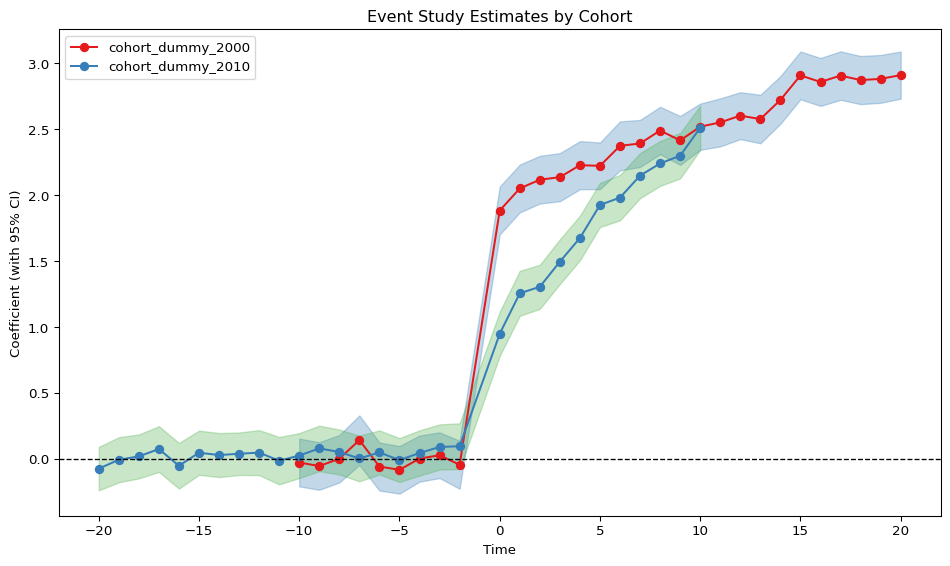 Event Study Estimates by Cohort
cohort_dummy_2000
cohort_dummy_2010
Coefficient (with 95% CI)
3.0
2.5
2.0
1.5
1.0
0.5
0.0
−20 −15 −10 −5 0 5 10 15 20
Time